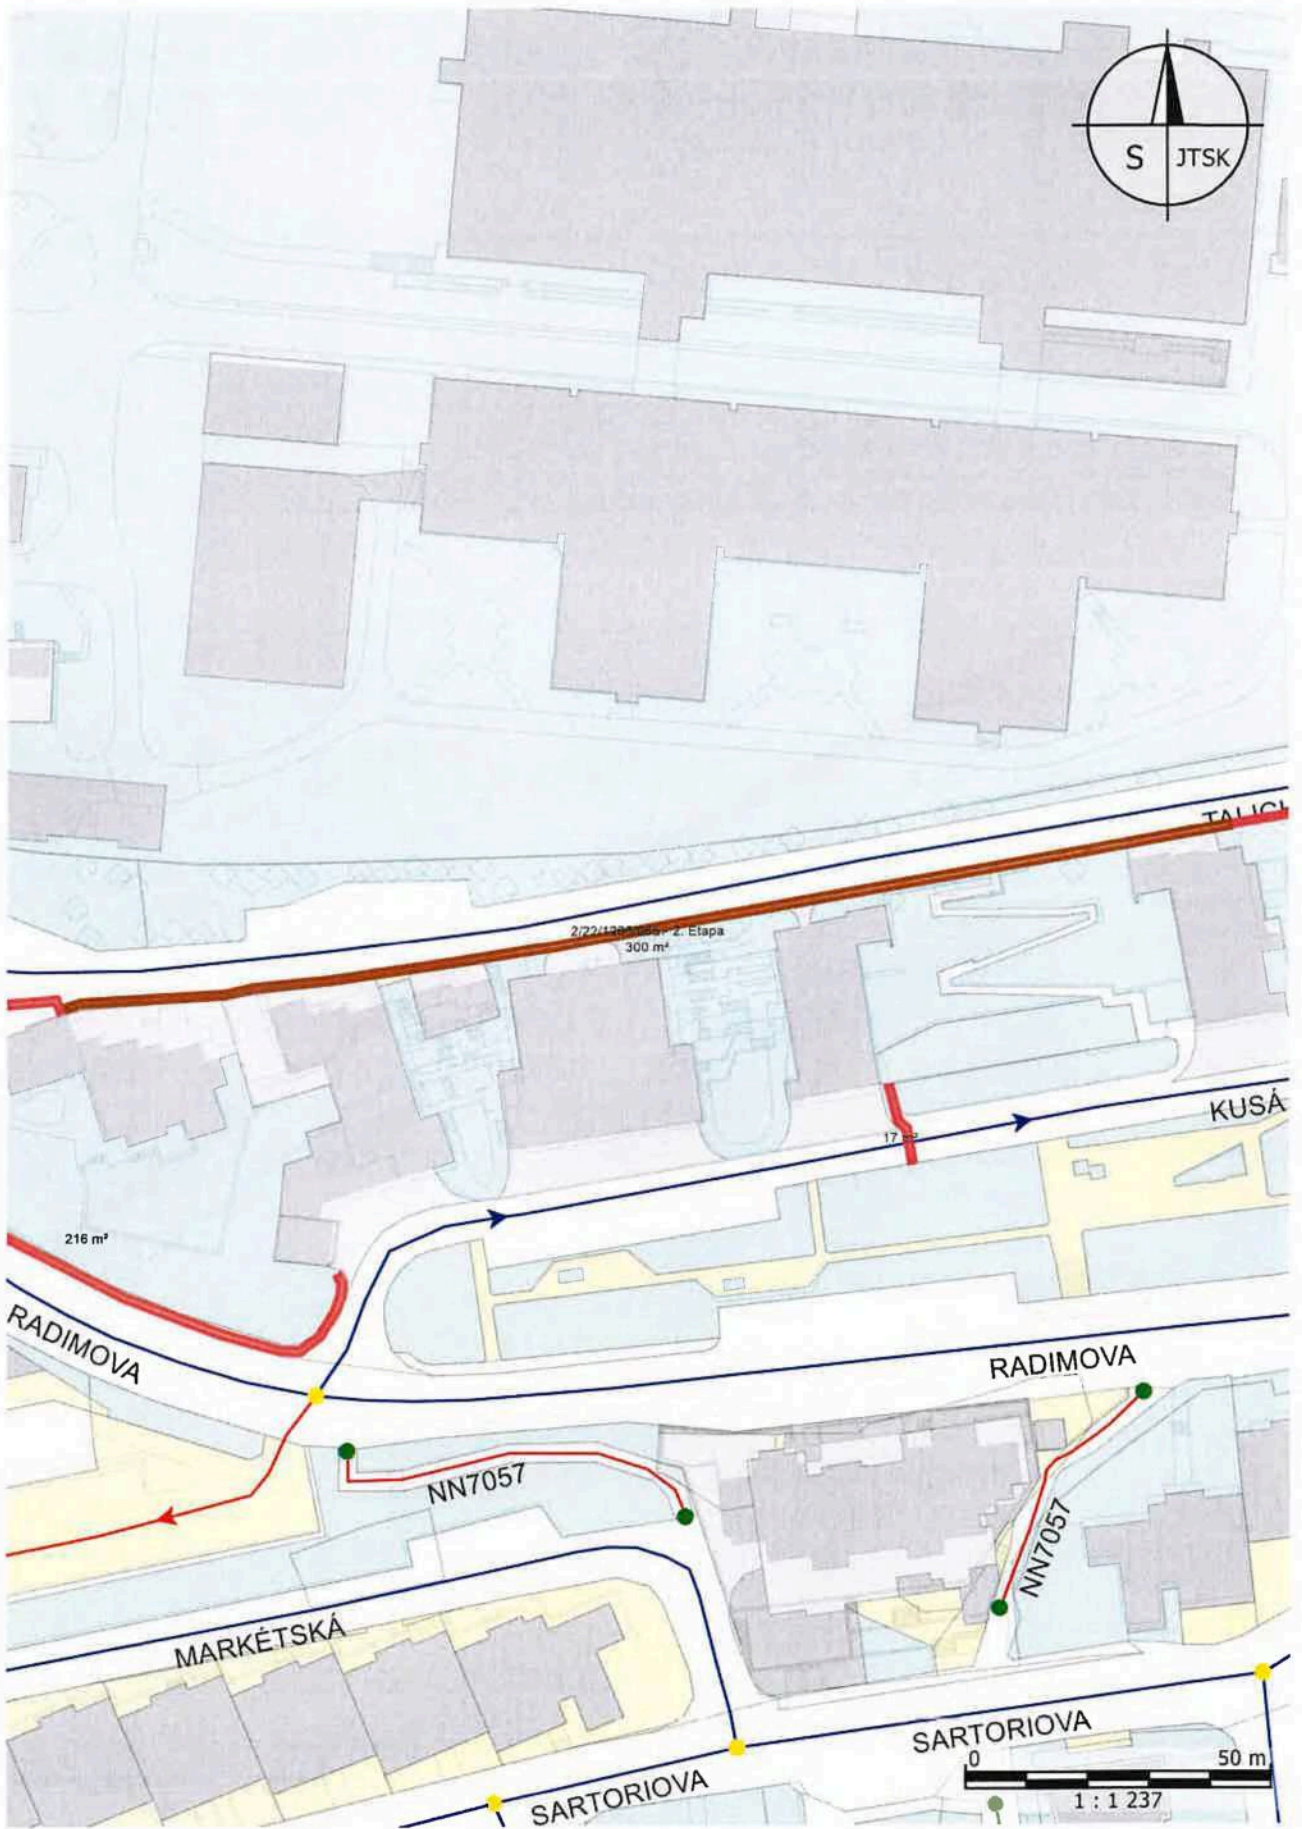 S JTSK
2. Etapa
300 m²
KUSÁ
17
216 m²
RADIMOVA
RADIMOVA
NN7057
NN7057
MARKÉTSKÁ
SARTORIOVA
SARTORIOVA
0 50 m
1 : 1 237